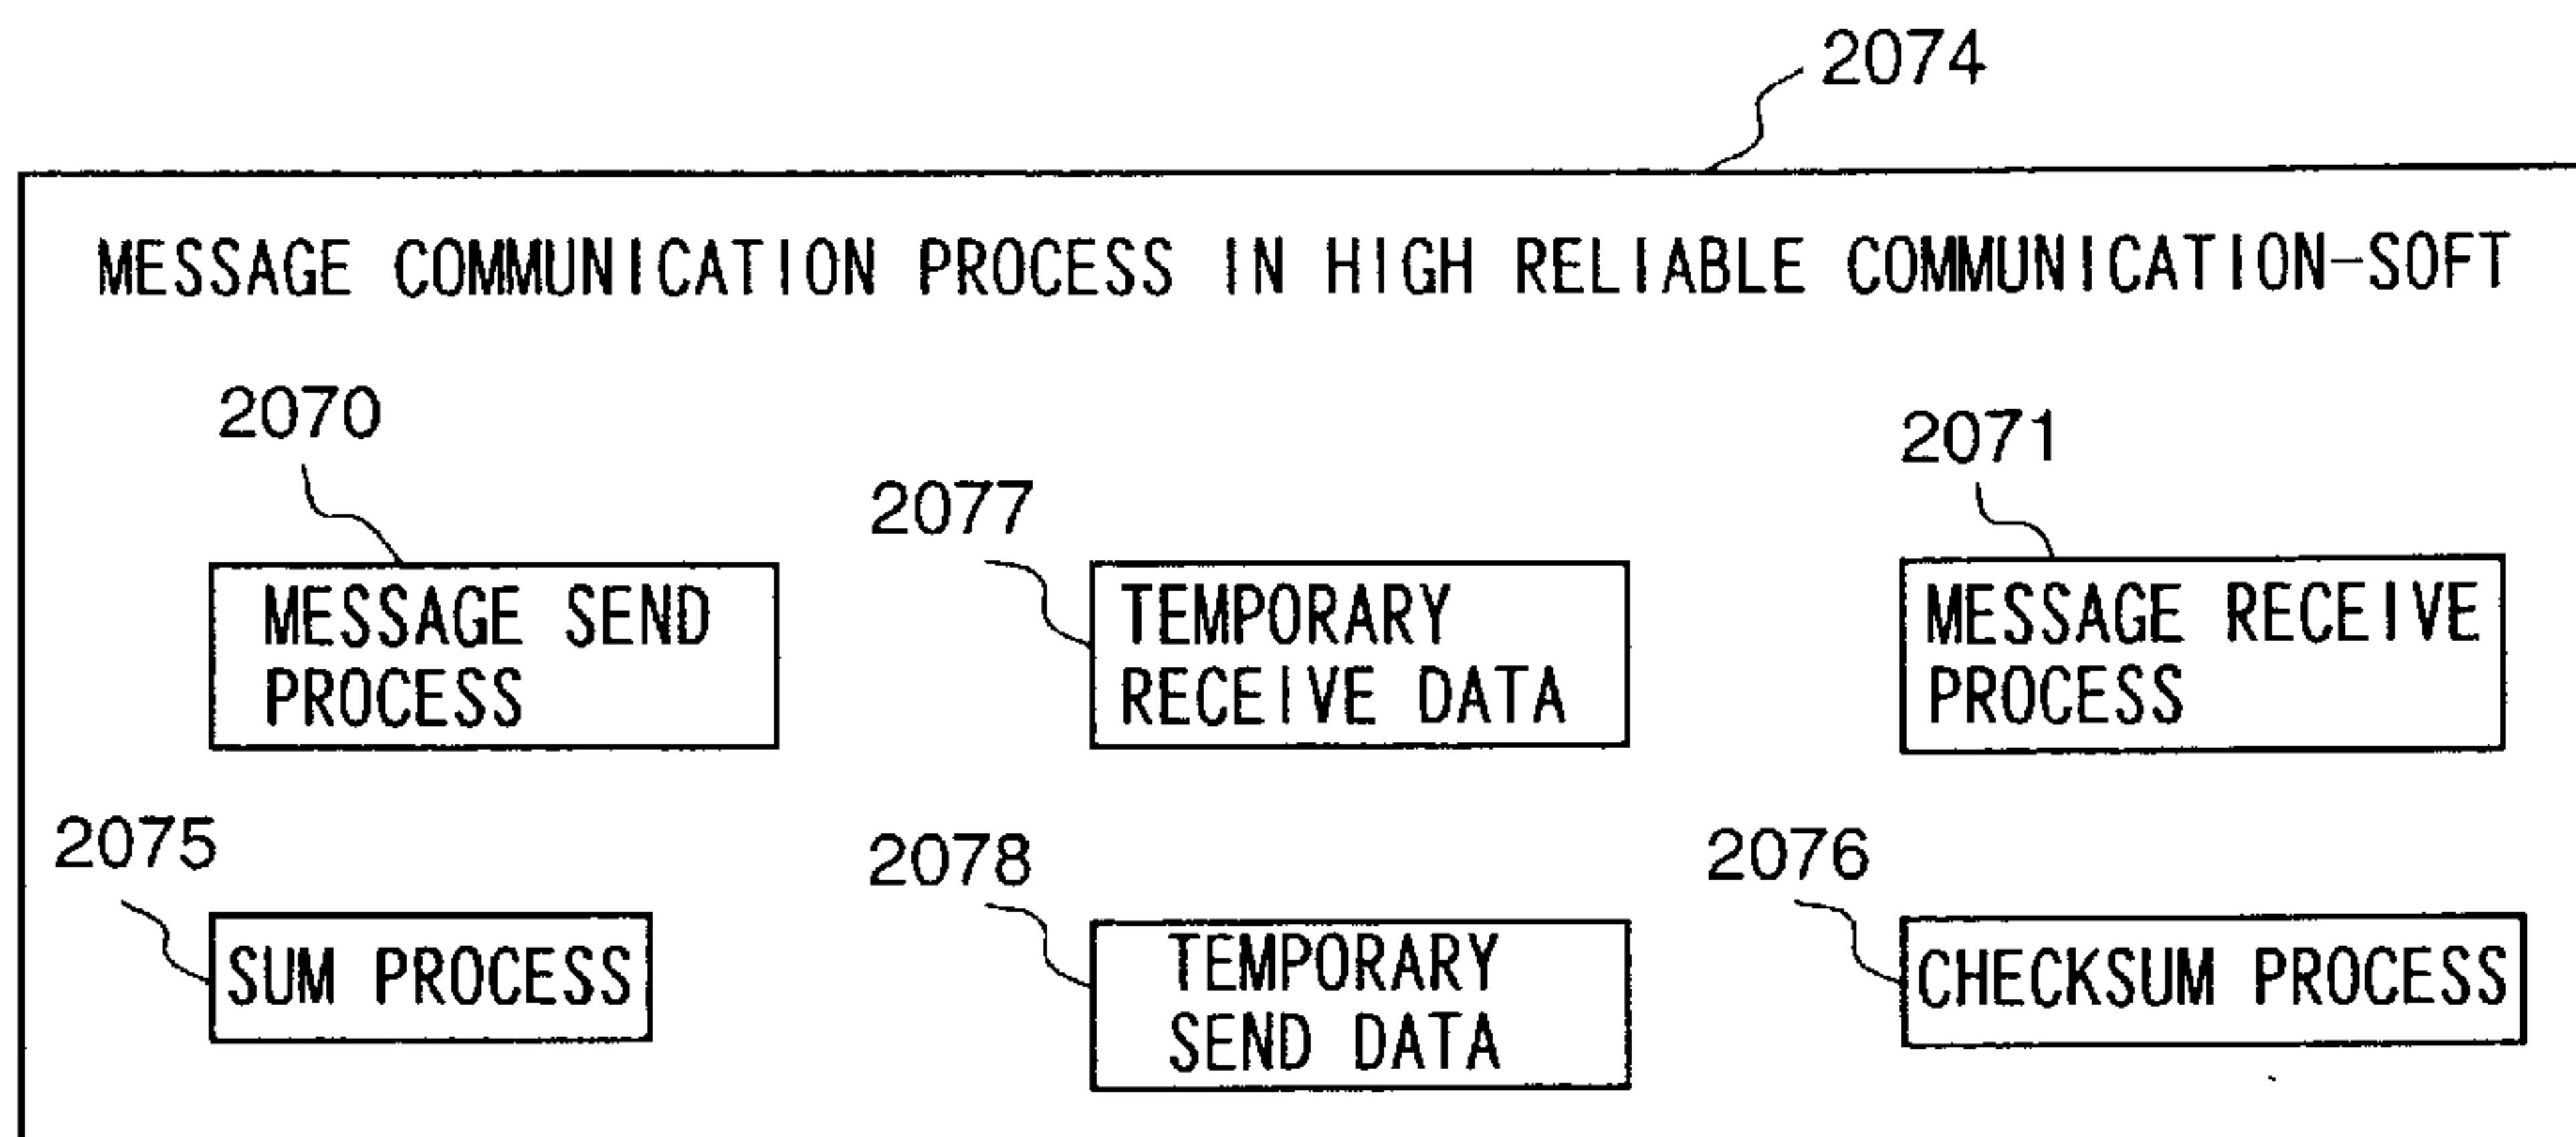 2074
MESSAGE COMMUNICATION PROCESS IN HIGH RELIABLE COMMUNICATION-SOFT
2070
2077
2071
MESSAGE SEND
PROCESS
TEMPORARY
RECEIVE DATA
MESSAGE RECEIVE
PROCESS
2075
2078
2076
SUM PROCESS
TEMPORARY
SEND DATA
CHECKSUM PROCESS